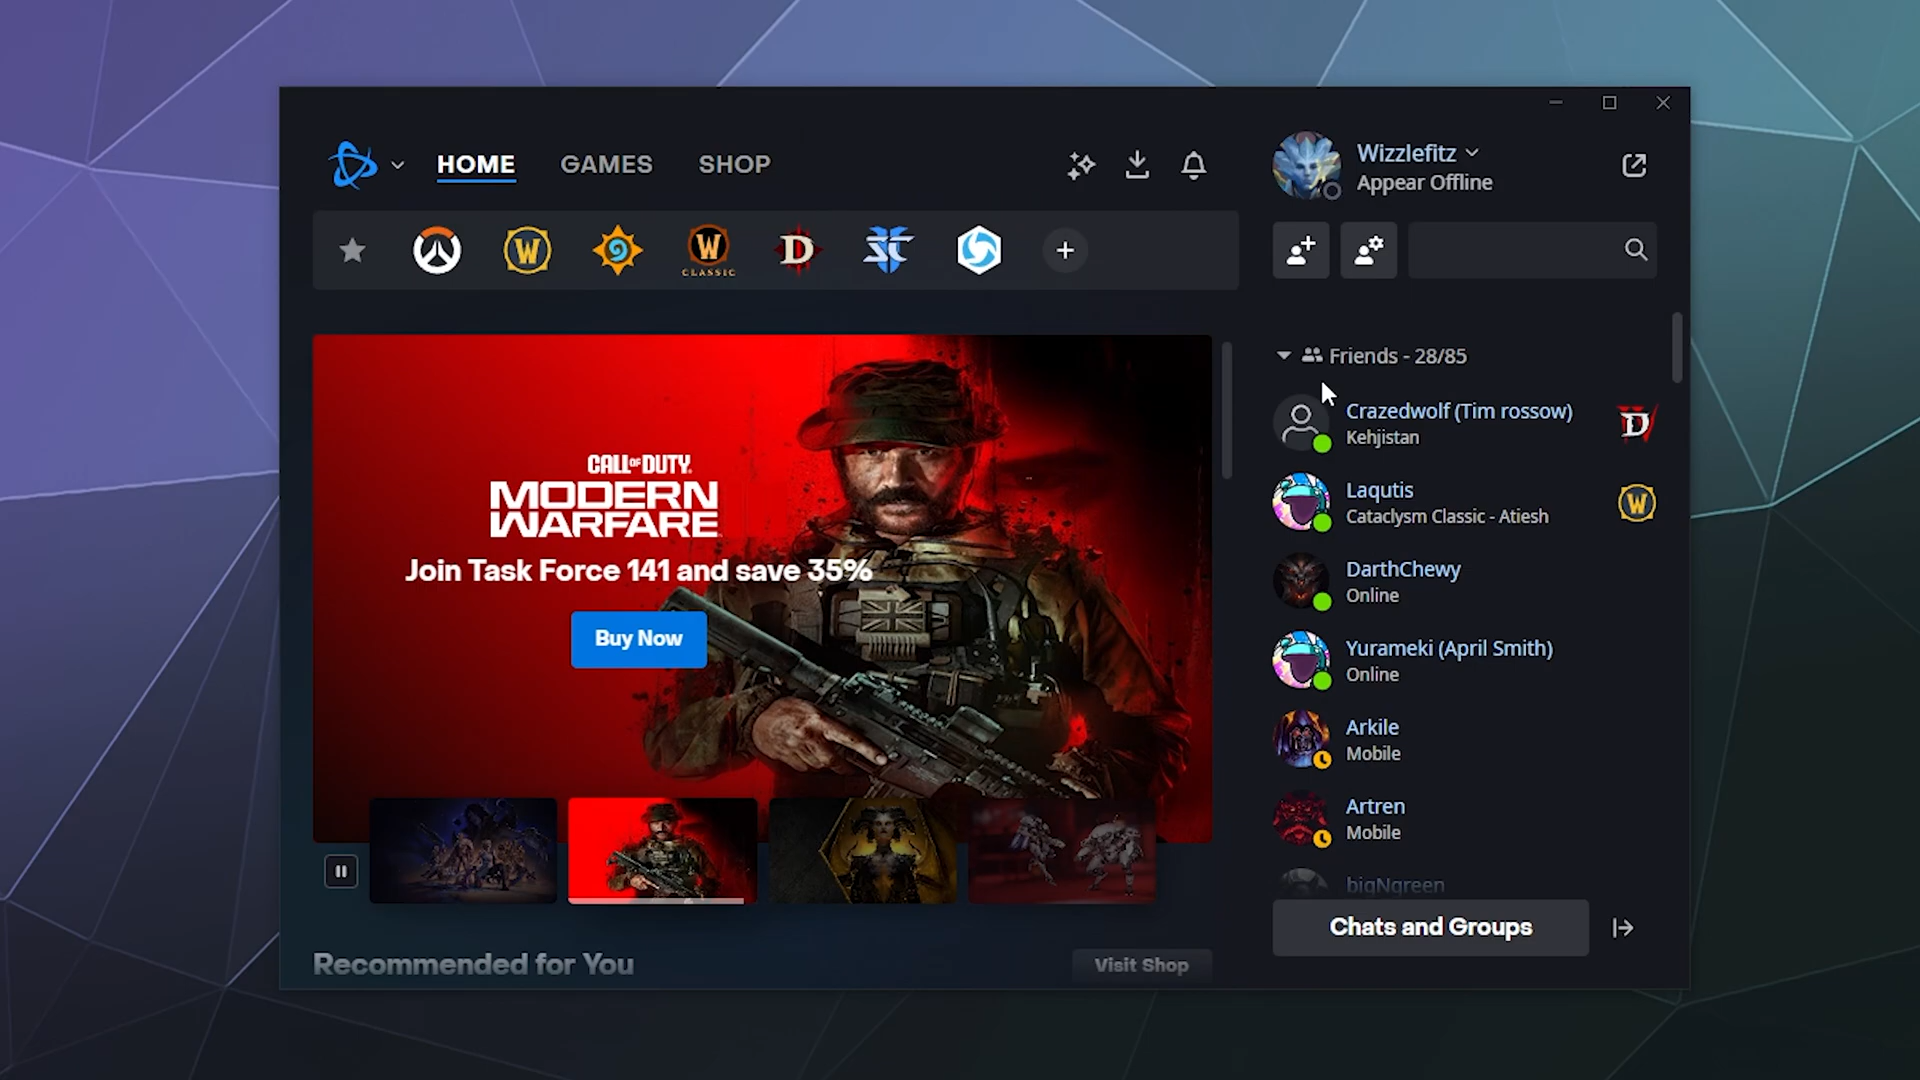 HOME GAMES SHOP
Wizzlefitz
Appear Offline
W
W
CLASSIC
D
SC
Friends - 28/85
Crazedwolf (Tim rossow)
Kehjistan
D
Laqutis
Cataclysm Classic - Atiesh
W
DarthChewy
Online
Yurameki (April Smith)
Online
Arkile
Mobile
Artren
Mobile
bigNgreen
Chats and Groups
CALL OF DUTY
MODERN
WARFARE
Join Task Force 141 and save 35%
Buy Now
Recommended for You
Visit Shop